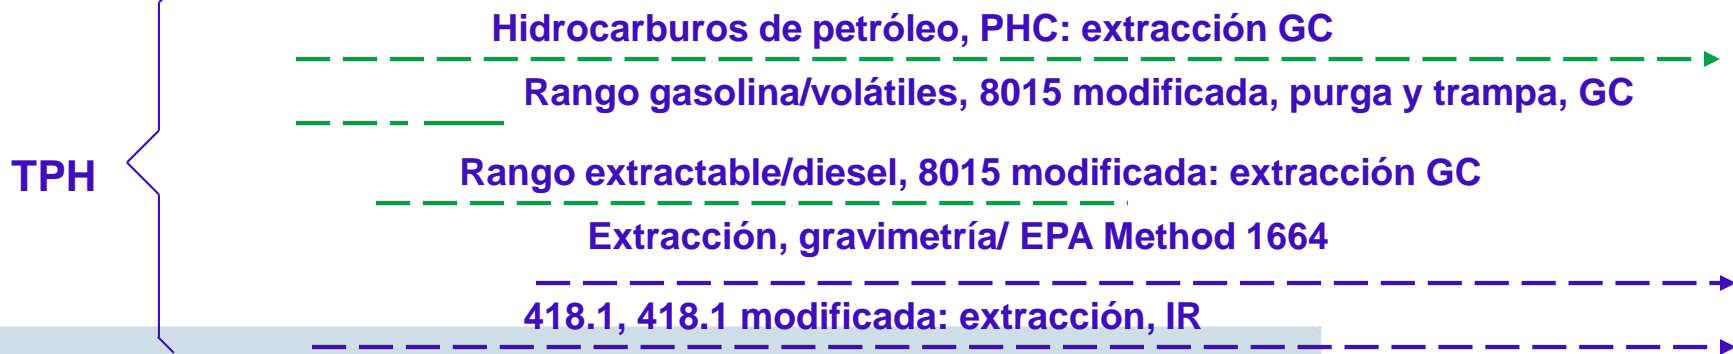 Hidrocarburos de petróleo, PHC: extracción GC
Rango gasolina/volátiles, 8015 modificada, purga y trampa, GC
TPH
Rango extractable/diesel, 8015 modificada: extracción GC
Extracción, gravimetría/ EPA Method 1664
418.1, 418.1 modificada: extracción, IR